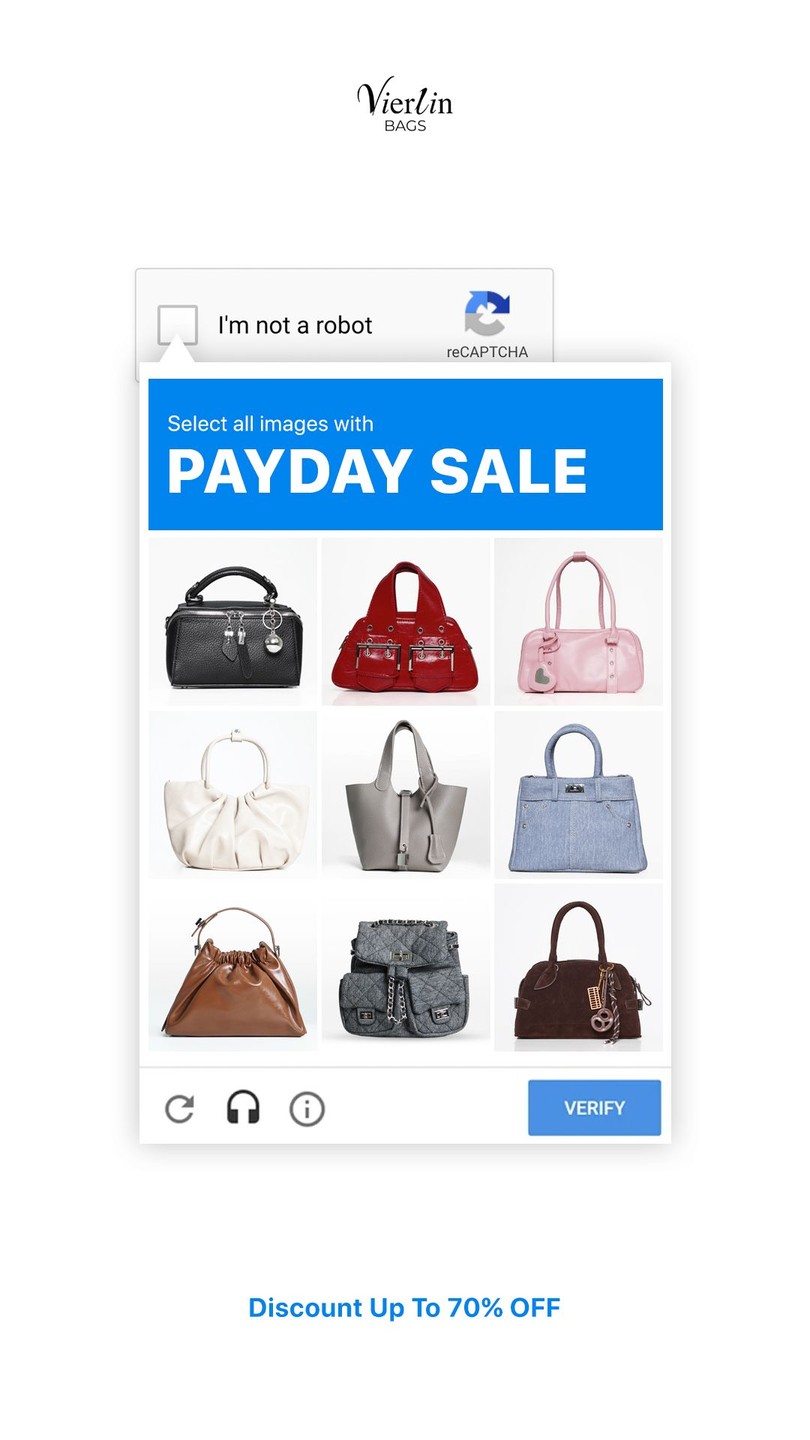 Vierlin
BAGS
I'm not a robot
reCAPTCHA
Select all images with
PAYDAY SALE
VERIFY
Discount Up To 70% OFF